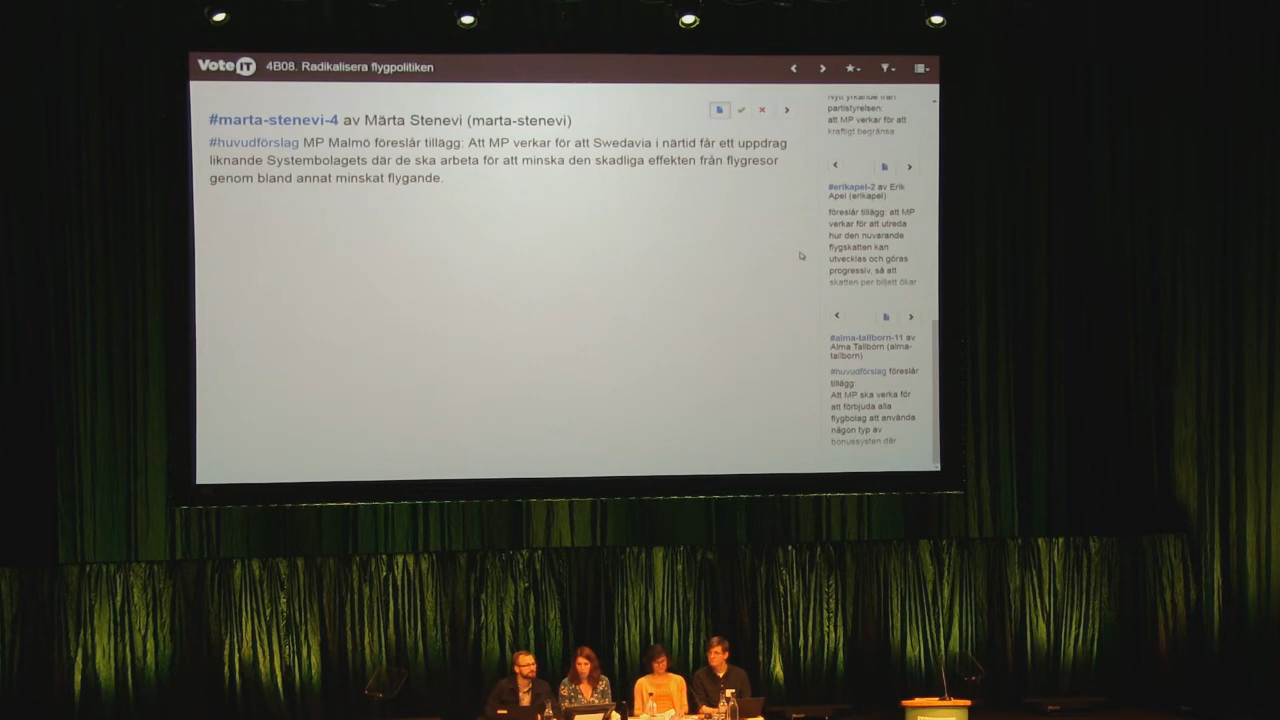 VoteIT 4B08. Radikalisera flygpolitiken
#marta-stenevi-4 av Märta Stenevi (marta-stenevi)
#huvudförslag MP Malmö föreslår tillägg: Att MP verkar för att Swedavia i närtid får ett uppdrag
liknande Systembolagets där de ska arbeta för att minska den skadliga effekten från flygresor
genom bland annat minskat flygande.
Nytt yrkande från
partistyrelsen:
att MP verkar för att
kraftigt begränsa
#erikapel-2 av Erik
Apel (erikapel)
föreslår tillägg: att MP
verkar för att utreda
hur den nuvarande
flygskatten kan
utvecklas och göras
progressiv, så att
skatten per biljett ökar
#alma-tallborn-11 av
Alma Tallborn (alma-
tallborn)
#huvudförslag föreslår
tillägg:
Att MP ska verka för
att förbjuda alla
flygbolag att använda
någon typ av
bonussysten där